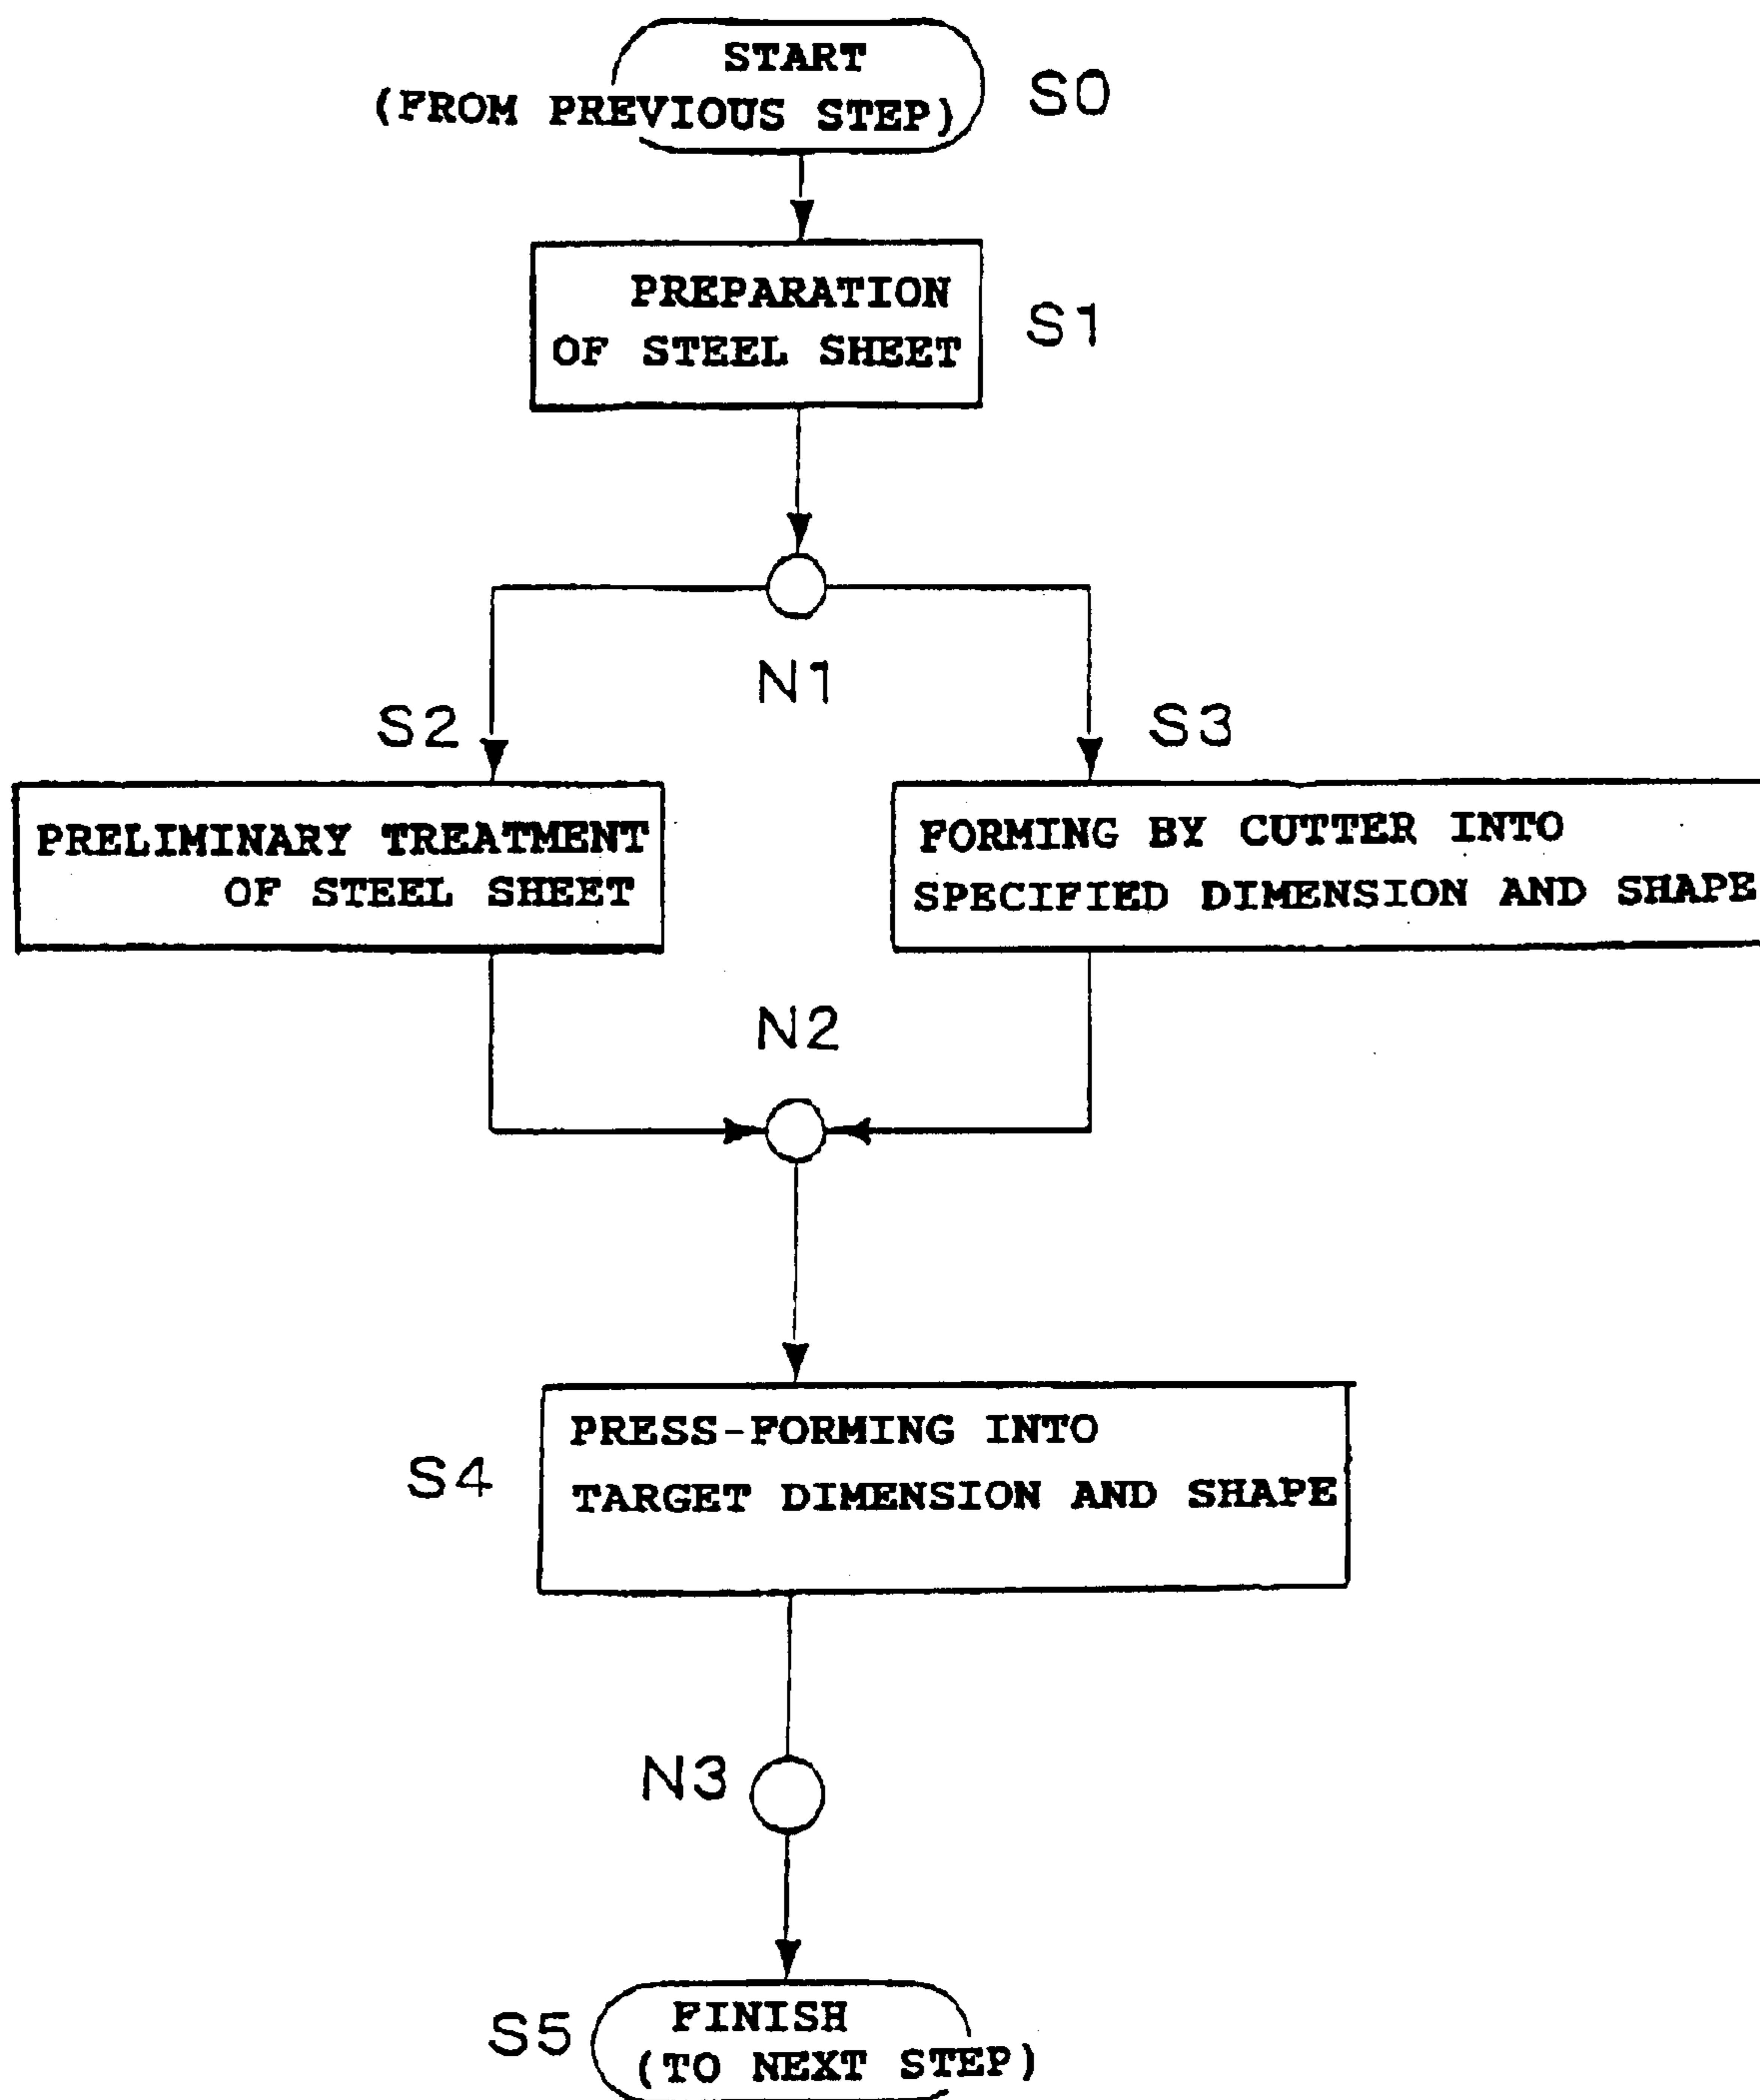 START
(FROM PREVIOUS STEP)
S0
PREPARATION
OF STEEL SHEET
S1
N1
S2
S3
PRELIMINARY TREATMENT
OF STEEL SHEET
FORMING BY CUTTER INTO
SPECIFIED DIMENSION AND SHAPE
N2
S4
PRESS-FORMING INTO
TARGET DIMENSION AND SHAPE
N3
S5
FINISH
(TO NEXT STEP)